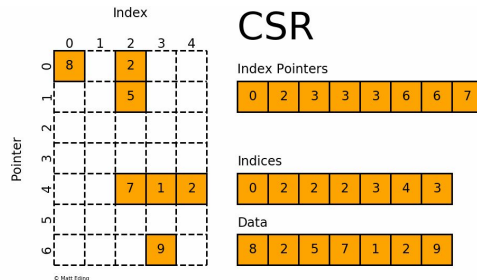 Index
CSR
0 1 2 3 4
Index Pointers
0 8 2
0 2 3 3 3 6 6 7
1 5
2
3
Pointer
Indices
4 7 1 2
0 2 2 2 3 4 3
5
Data
6 9
8 2 5 7 1 2 9
© Matt Eding